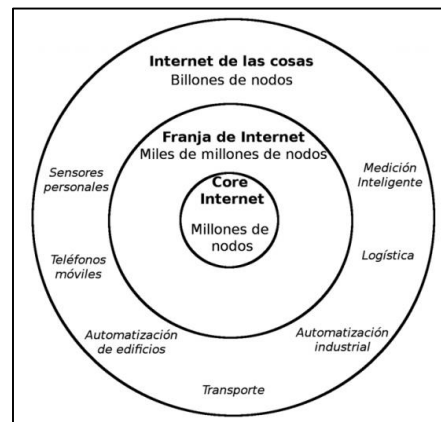 Internet de las cosas
Billones de nodos
Franja de Internet
Miles de millones de nodos
Core
Internet
Millones de
nodos
Sensores
personales
Medición
Inteligente
Teléfonos
móviles
Logística
Automatización
de edificios
Automatización
industrial
Transporte